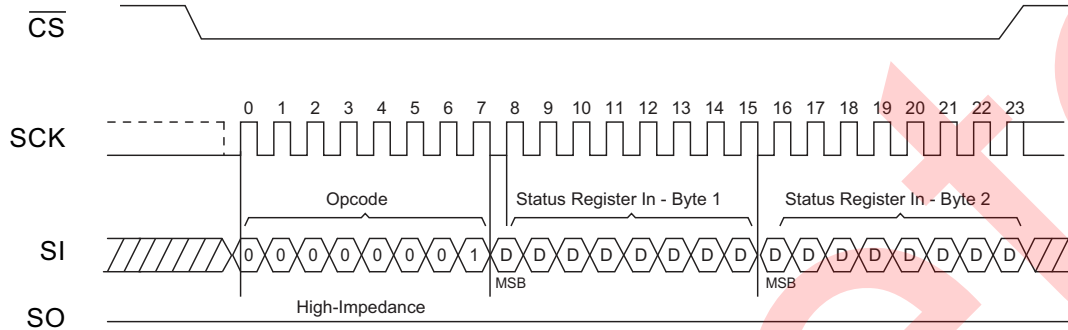 CS
SCK
0 1 2 3 4 5 6 7 8 9 10 11 12 13 14 15 16 17 18 19 20 21 22 23
Opcode
Status Register In - Byte 1
Status Register In - Byte 2
SI
0 0 0 0 0 0 0 1 D D D D D D D D D D D D D D D D
MSB
MSB
High-Impedance
SO